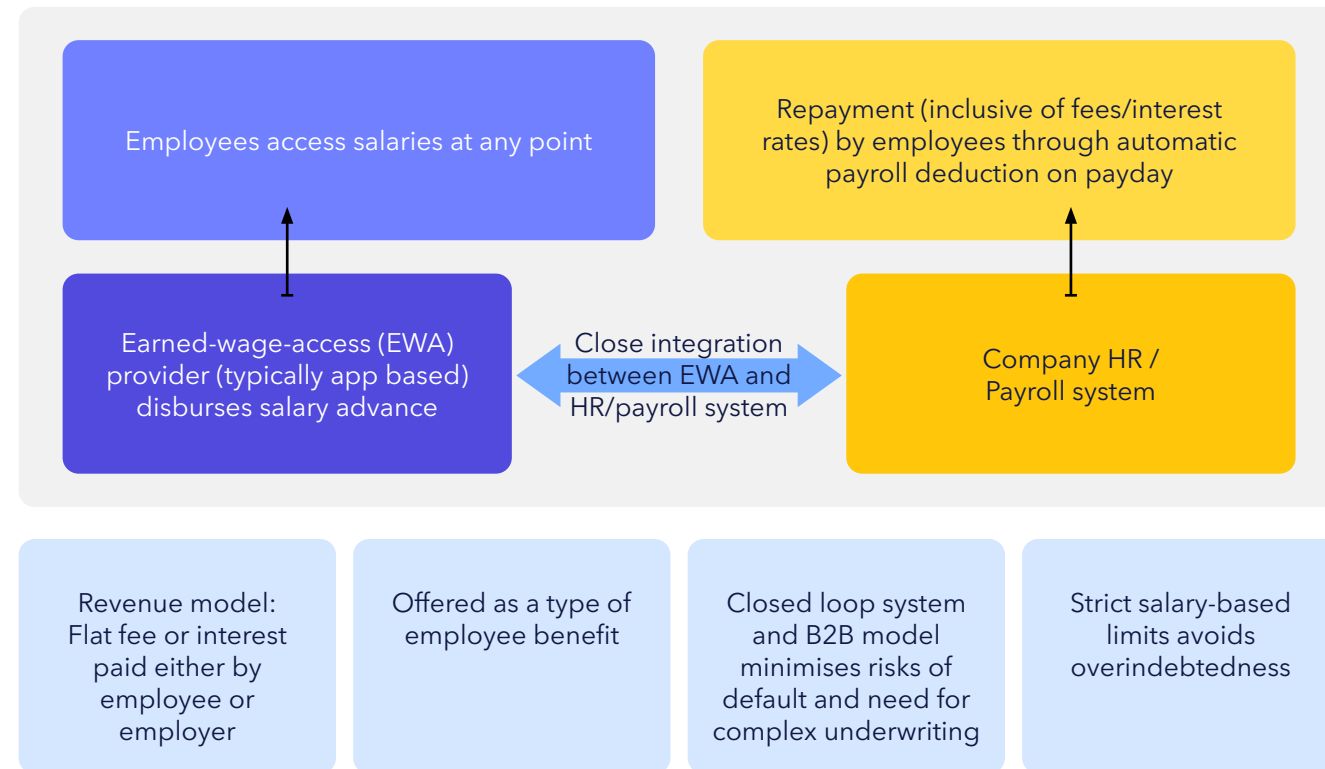 Employees access salaries at any point
Repayment (inclusive of fees/interest
rates) by employees through automatic
payroll deduction on payday
Earned-wage-access (EWA)
provider (typically app based)
disburses salary advance
Close integration
between EWA and
HR/payroll system
Company HR /
Payroll system
Revenue model:
Flat fee or interest
paid either by
employee or
employer
Offered as a type of
employee benefit
Closed loop system
and B2B model
minimises risks of
default and need for
complex underwriting
Strict salary-based
limits avoids
overindebtedness